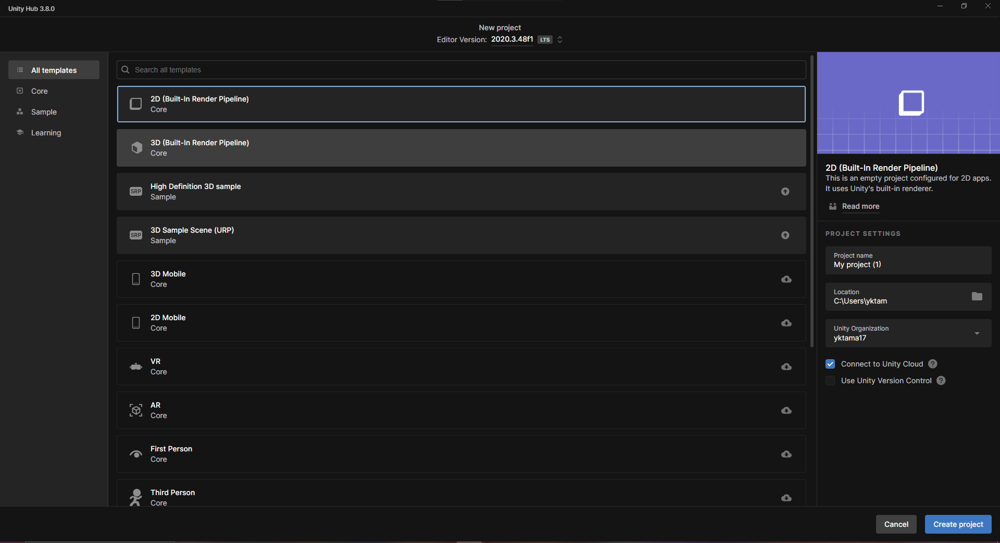 Unity Hub 3.8.0
New project
Editor Version: 2020.3.48f1 LTS
All templates
Core
Sample
Learning
Search all templates
2D (Built-In Render Pipeline)
Core
3D (Built-In Render Pipeline)
Core
SRP
High Definition 3D sample
Sample
SRP
3D Sample Scene (URP)
Sample
3D Mobile
Core
2D Mobile
Core
VR
Core
AR
Core
First Person
Core
Third Person
Core
2D (Built-In Render Pipeline)
This is an empty project configured for 2D apps.
It uses Unity's built-in renderer.
Read more
PROJECT SETTINGS
Project name
My project (1)
Location
C:\Users\yktam
Unity Organization
yktama17
Connect to Unity Cloud ?
Use Unity Version Control ?
Cancel
Create project